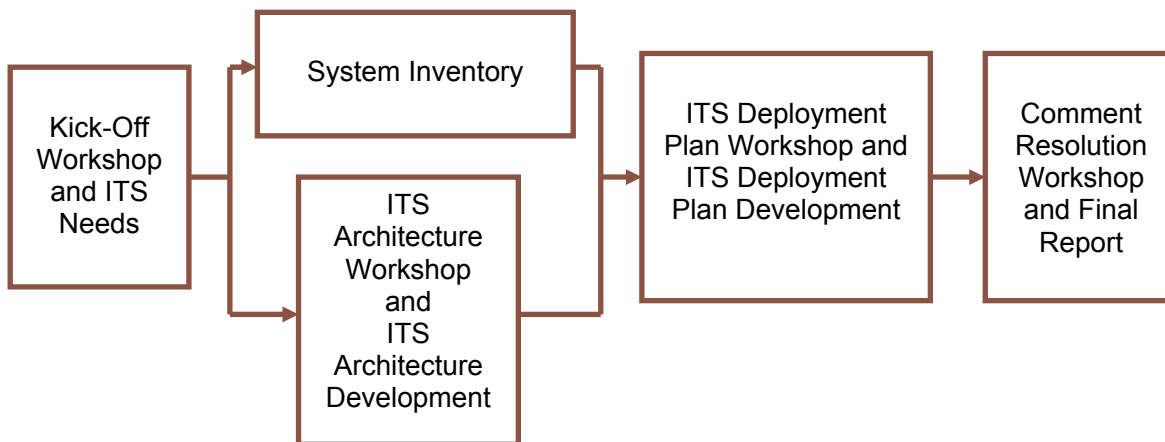 Kick-Off
Workshop
and ITS
Needs
System Inventory
ITS
Architecture
Workshop
and
ITS
Architecture
Development
ITS Deployment
Plan Workshop and
ITS Deployment
Plan Development
Comment
Resolution
Workshop
and Final
Report